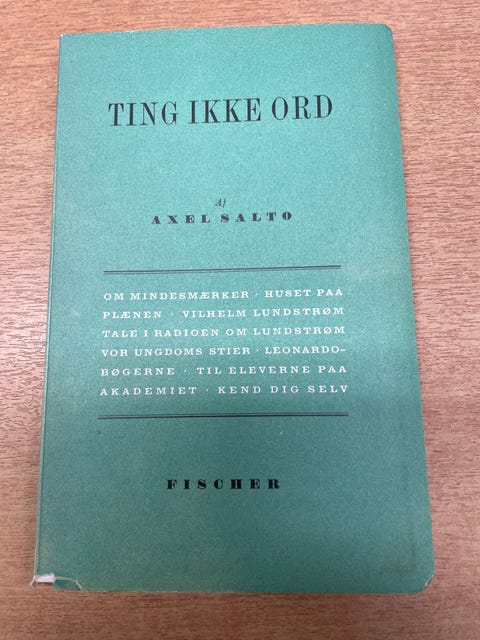 TING IKKE ORD
Af
AXEL SALTO
OM MINDESMÆRKER · HUSET PAA
PLÆNEN · VILHELM LUNDSTRØM
TALE I RADIOEN OM LUNDSTRØM
VOR UNGDOMS STIER · LEONARDO-
BØGERNE · TIL ELEVERNE PAA
AKADEMIET · KEND DIG SELV
FISCHER